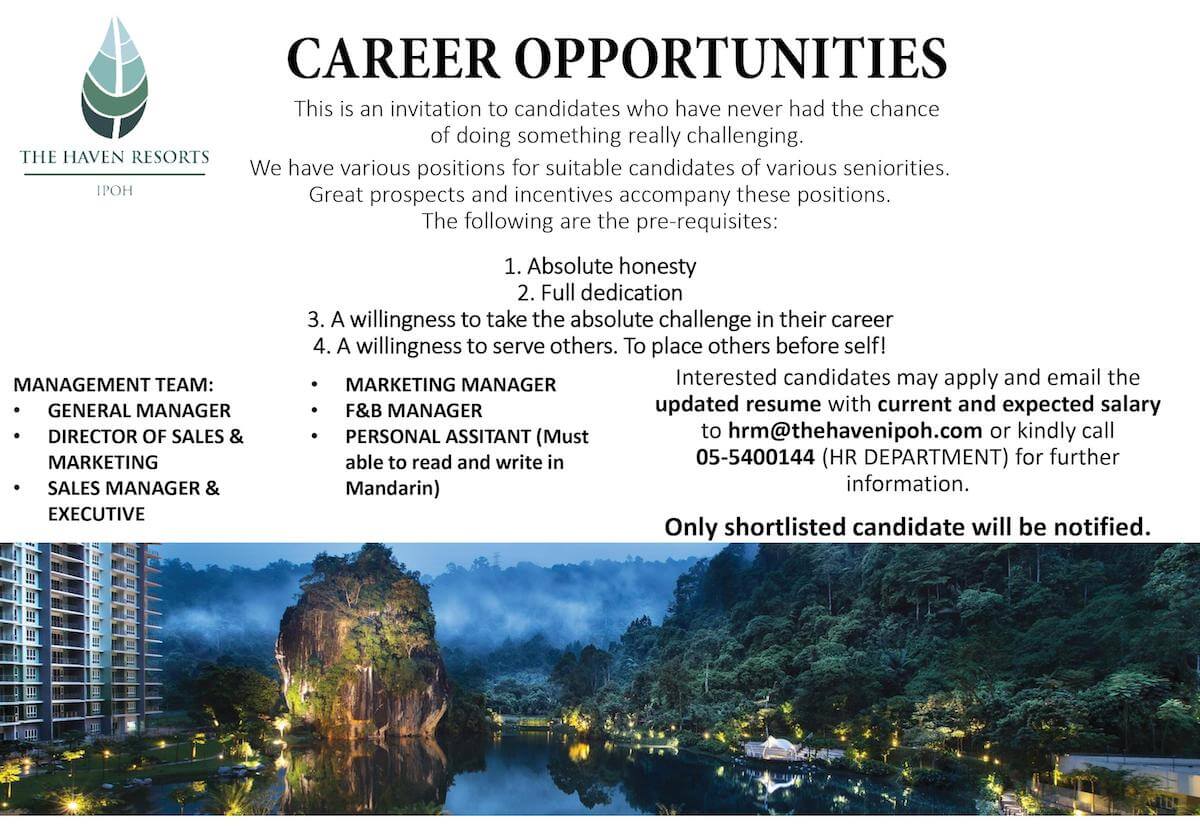 THE HAVEN RESORTS
IPOH
CAREER OPPORTUNITIES
This is an invitation to candidates who have never had the chance
of doing something really challenging.
We have various positions for suitable candidates of various seniorities.
Great prospects and incentives accompany these positions.
The following are the pre-requisites:
1. Absolute honesty
2. Full dedication
3. A willingness to take the absolute challenge in their career
4. A willingness to serve others. To place others before self!
MANAGEMENT TEAM:
• GENERAL MANAGER
• DIRECTOR OF SALES &
MARKETING
• SALES MANAGER &
EXECUTIVE
• MARKETING MANAGER
• F&B MANAGER
• PERSONAL ASSITANT (Must
able to read and write in
Mandarin)
Interested candidates may apply and email the
updated resume with current and expected salary
to hrm@thehavenipoh.com or kindly call
05-5400144 (HR DEPARTMENT) for further
information.
Only shortlisted candidate will be notified.